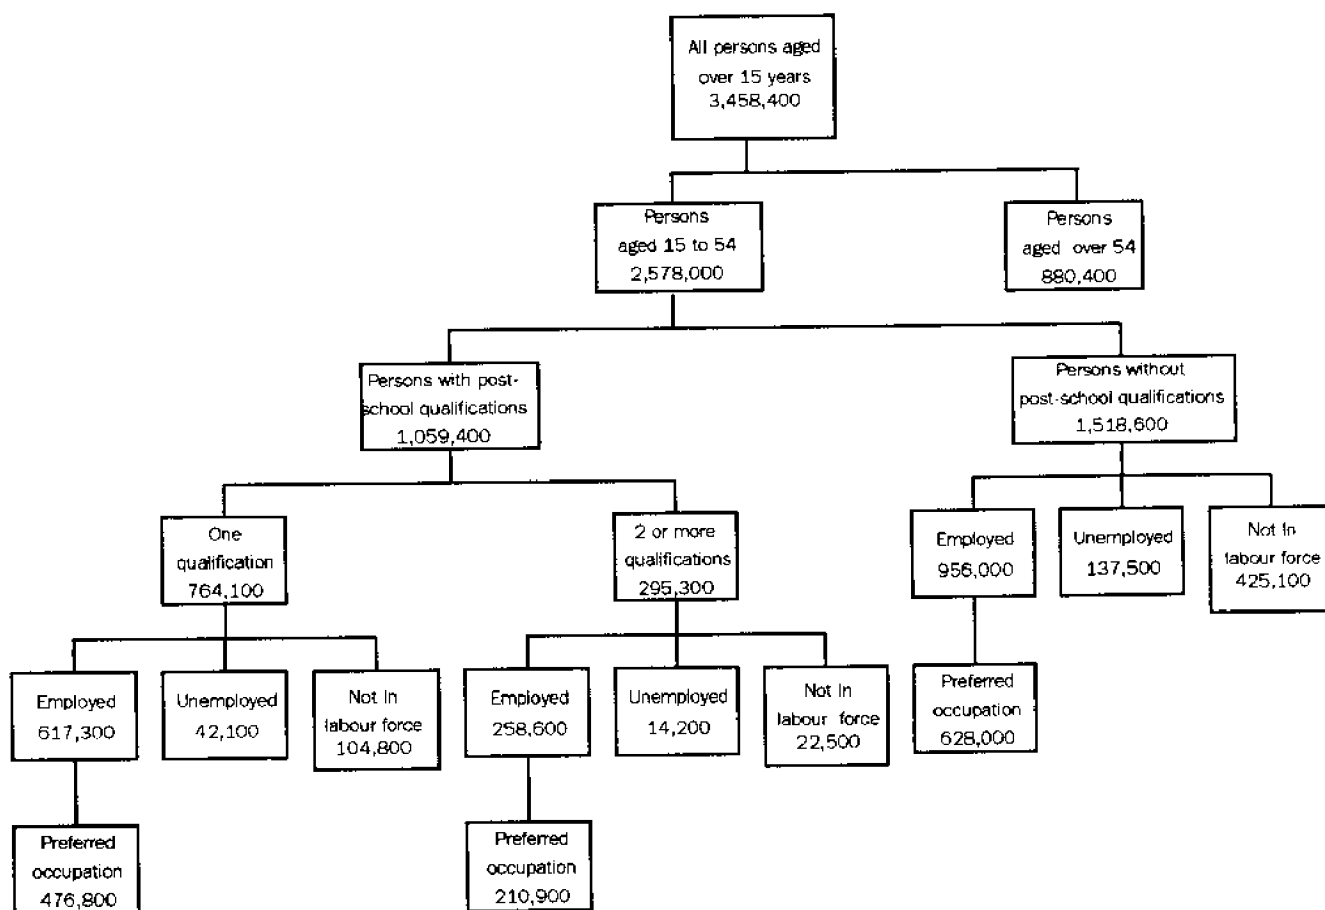 All persons aged
over 15 years
3,458,400
Persons
aged 15 to 54
2,578,000
Persons
aged over 54
880,400
Persons with post-
school qualifications
1,059,400
Persons without
post-school qualifications
1,518,600
One
qualification
764,100
2 or more
qualifications
295,300
Employed
956,000
Unemployed
137,500
Not In
labour force
425,100
Employed
617,300
Unemployed
42,100
Not In
labour force
104,800
Employed
258,600
Unemployed
14,200
Not In
labour force
22,500
Preferred
occupation
628,000
Preferred
occupation
476,800
Preferred
occupation
210,900